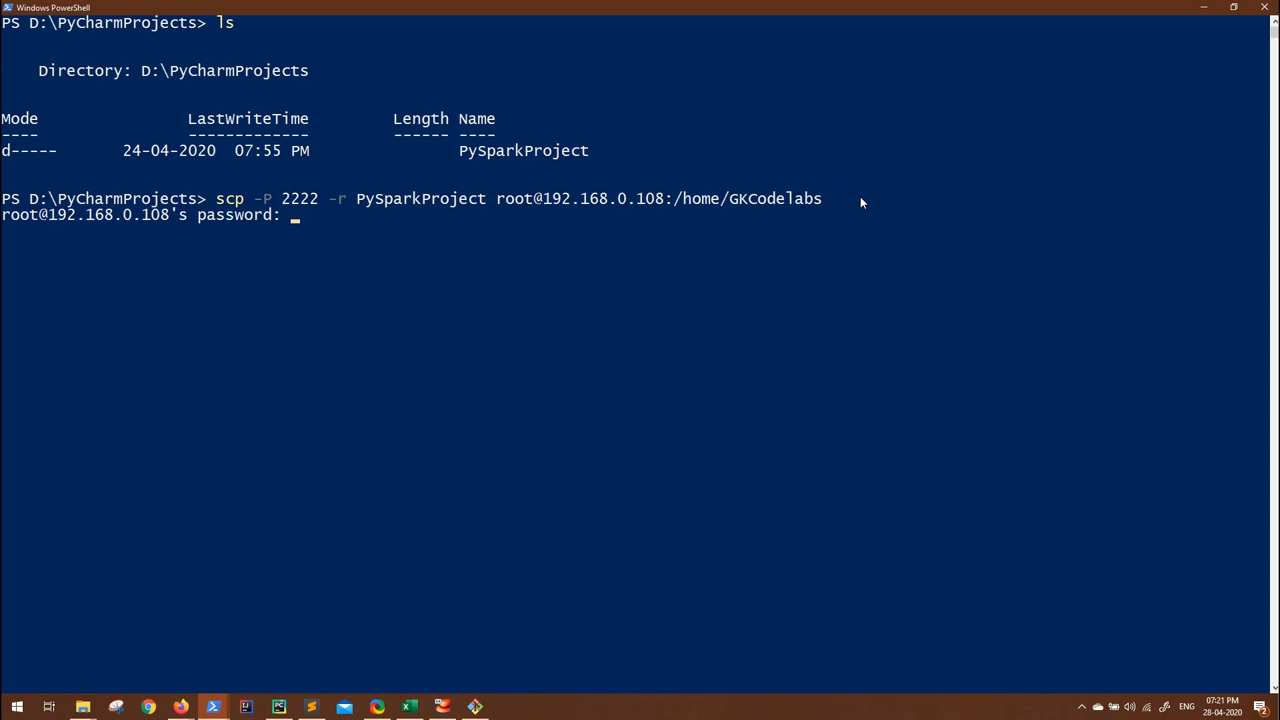 Windows PowerShell
PS D:\PyCharmProjects> ls
Directory: D:\PyCharmProjects
Mode LastWriteTime Length Name
---- ------------- ------ ----
d----- 24-04-2020 07:55 PM PySparkProject
PS D:\PyCharmProjects> scp -P 2222 -r PySparkProject root@192.168.0.108:/home/GKCodelabs
root@192.168.0.108's password:
ENG
07:21 PM
28-04-2020
2